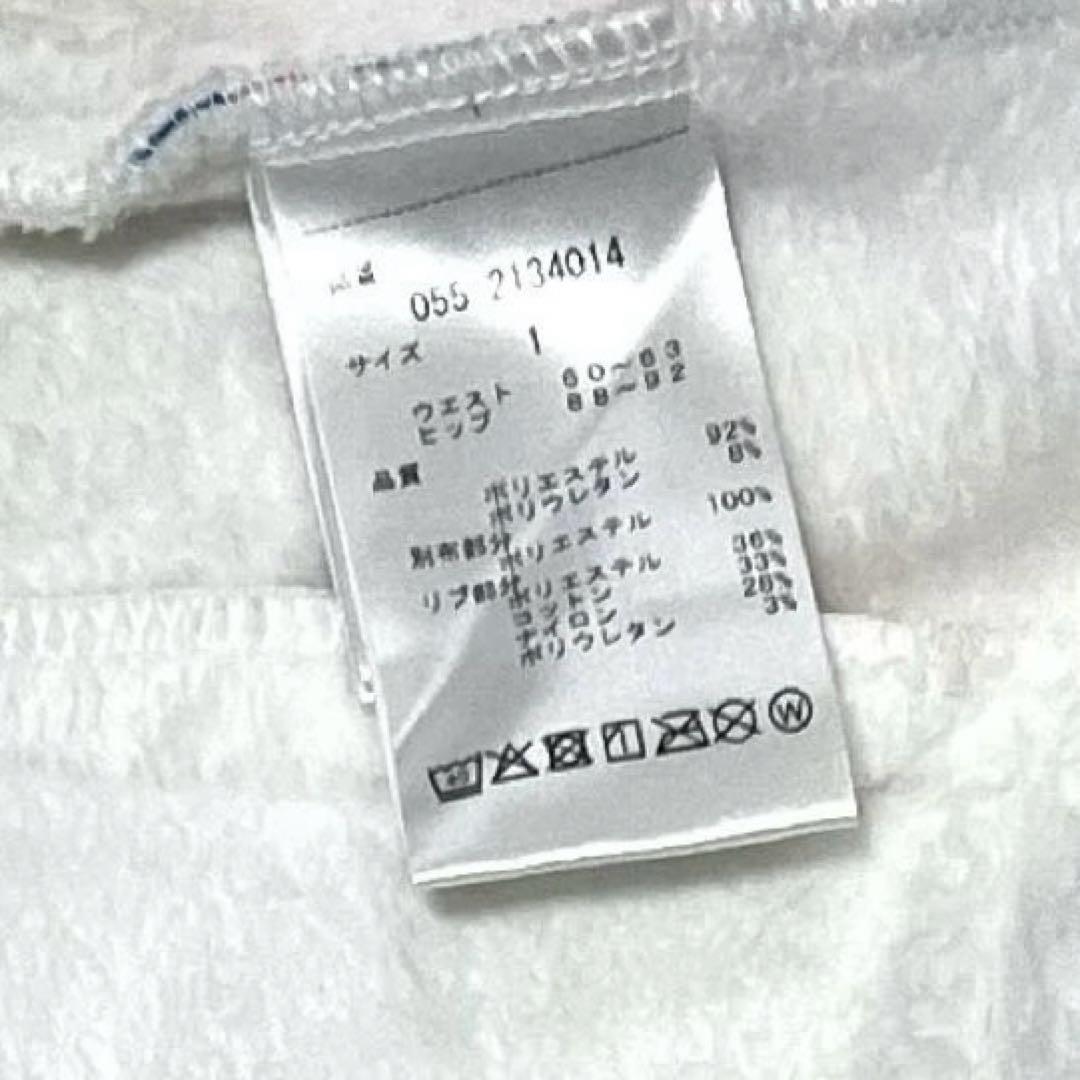 055 2134014
サイズ 1
ウエスト 60～63
ヒップ 88～92
品質 ポリエステル 92%
ポリウレタン 8%
別布部分 ポリエステル 100%
リブ部分 ポリエステル 36%
コットン 33%
ナイロン 28%
ポリウレタン 3%
W